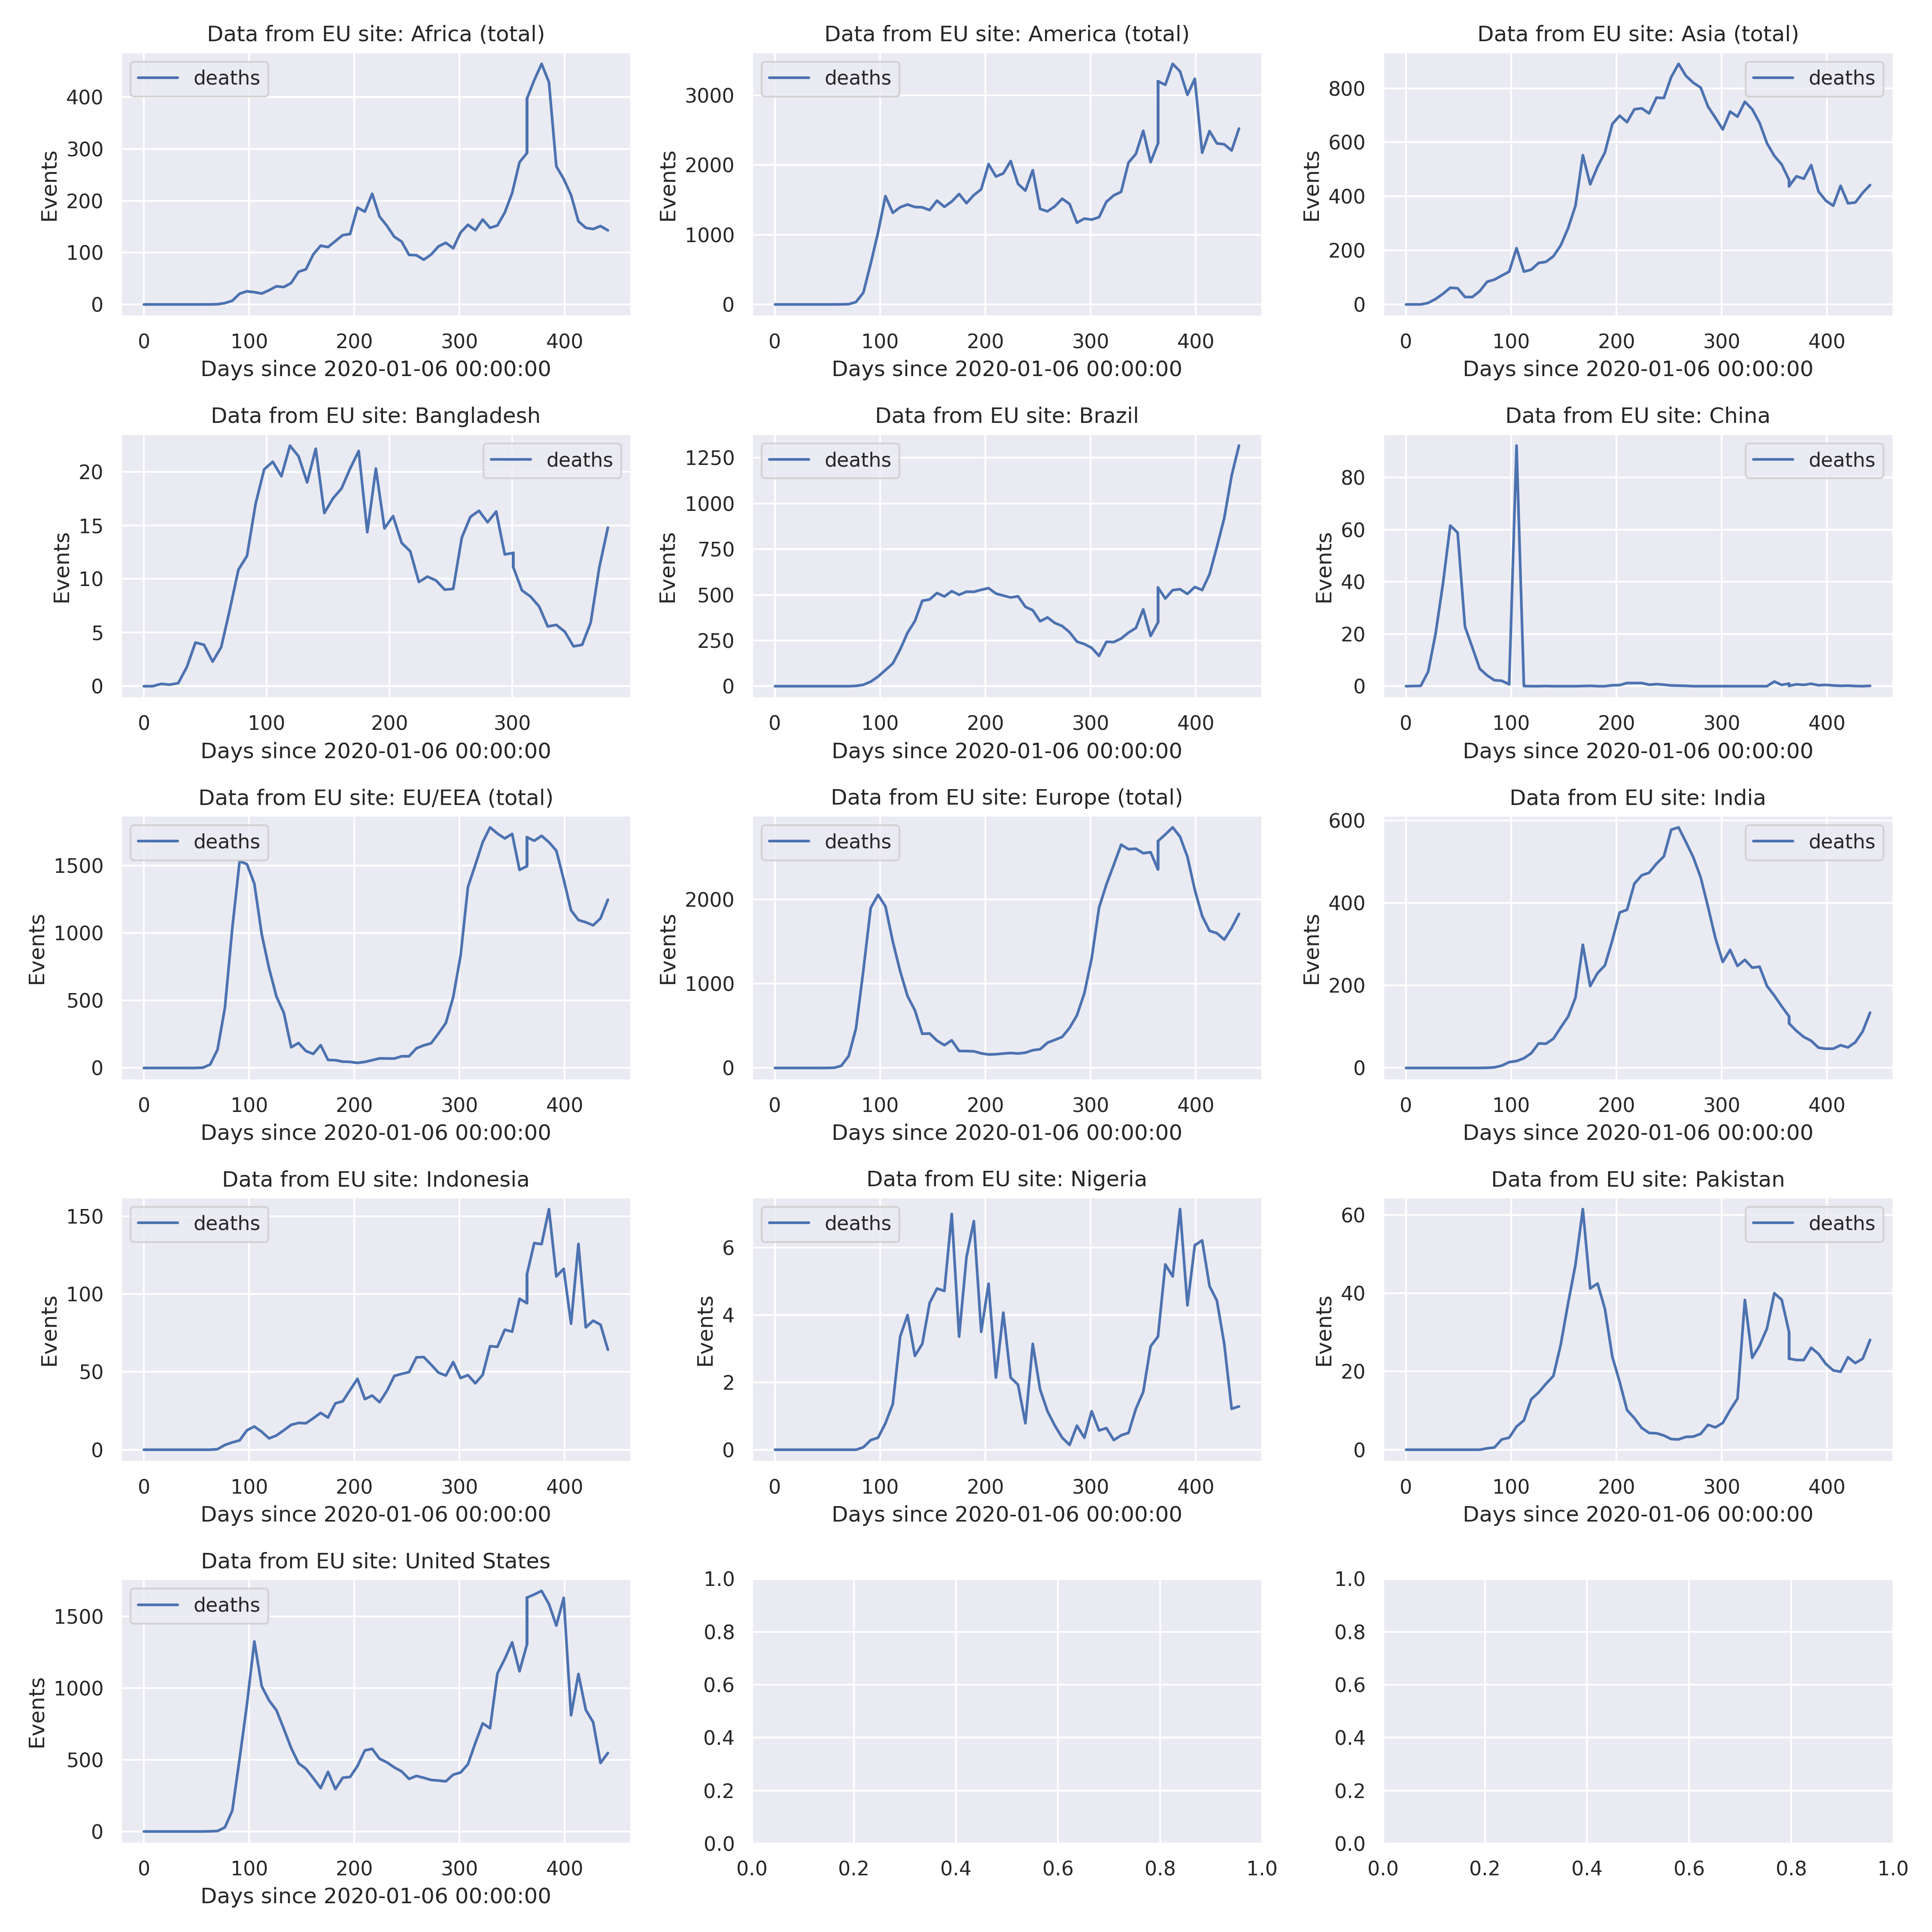 Data from EU site: Africa (total)
deaths
Events
400
300
200
100
0
0 100 200 300 400
Days since 2020-01-06 00:00:00
Data from EU site: America (total)
deaths
Events
3000
2000
1000
0
0 100 200 300 400
Days since 2020-01-06 00:00:00
Data from EU site: Asia (total)
deaths
Events
800
600
400
200
0
0 100 200 300 400
Days since 2020-01-06 00:00:00
Data from EU site: Bangladesh
deaths
Events
20
15
10
5
0
0 100 200 300
Days since 2020-01-06 00:00:00
Data from EU site: Brazil
deaths
Events
1250
1000
750
500
250
0
0 100 200 300 400
Days since 2020-01-06 00:00:00
Data from EU site: China
deaths
Events
80
60
40
20
0
0 100 200 300 400
Days since 2020-01-06 00:00:00
Data from EU site: EU/EEA (total)
deaths
Events
1500
1000
500
0
0 100 200 300 400
Days since 2020-01-06 00:00:00
Data from EU site: Europe (total)
deaths
Events
2000
1000
0
0 100 200 300 400
Days since 2020-01-06 00:00:00
Data from EU site: India
deaths
Events
600
400
200
0
0 100 200 300 400
Days since 2020-01-06 00:00:00
Data from EU site: Indonesia
deaths
Events
150
100
50
0
0 100 200 300 400
Days since 2020-01-06 00:00:00
Data from EU site: Nigeria
deaths
Events
6
4
2
0
0 100 200 300 400
Days since 2020-01-06 00:00:00
Data from EU site: Pakistan
deaths
Events
60
40
20
0
0 100 200 300 400
Days since 2020-01-06 00:00:00
Data from EU site: United States
deaths
Events
1500
1000
500
0
0 100 200 300 400
Days since 2020-01-06 00:00:00
1.0
0.8
0.6
0.4
0.2
0.0
0.0 0.2 0.4 0.6 0.8 1.0
1.0
0.8
0.6
0.4
0.2
0.0
0.0 0.2 0.4 0.6 0.8 1.0